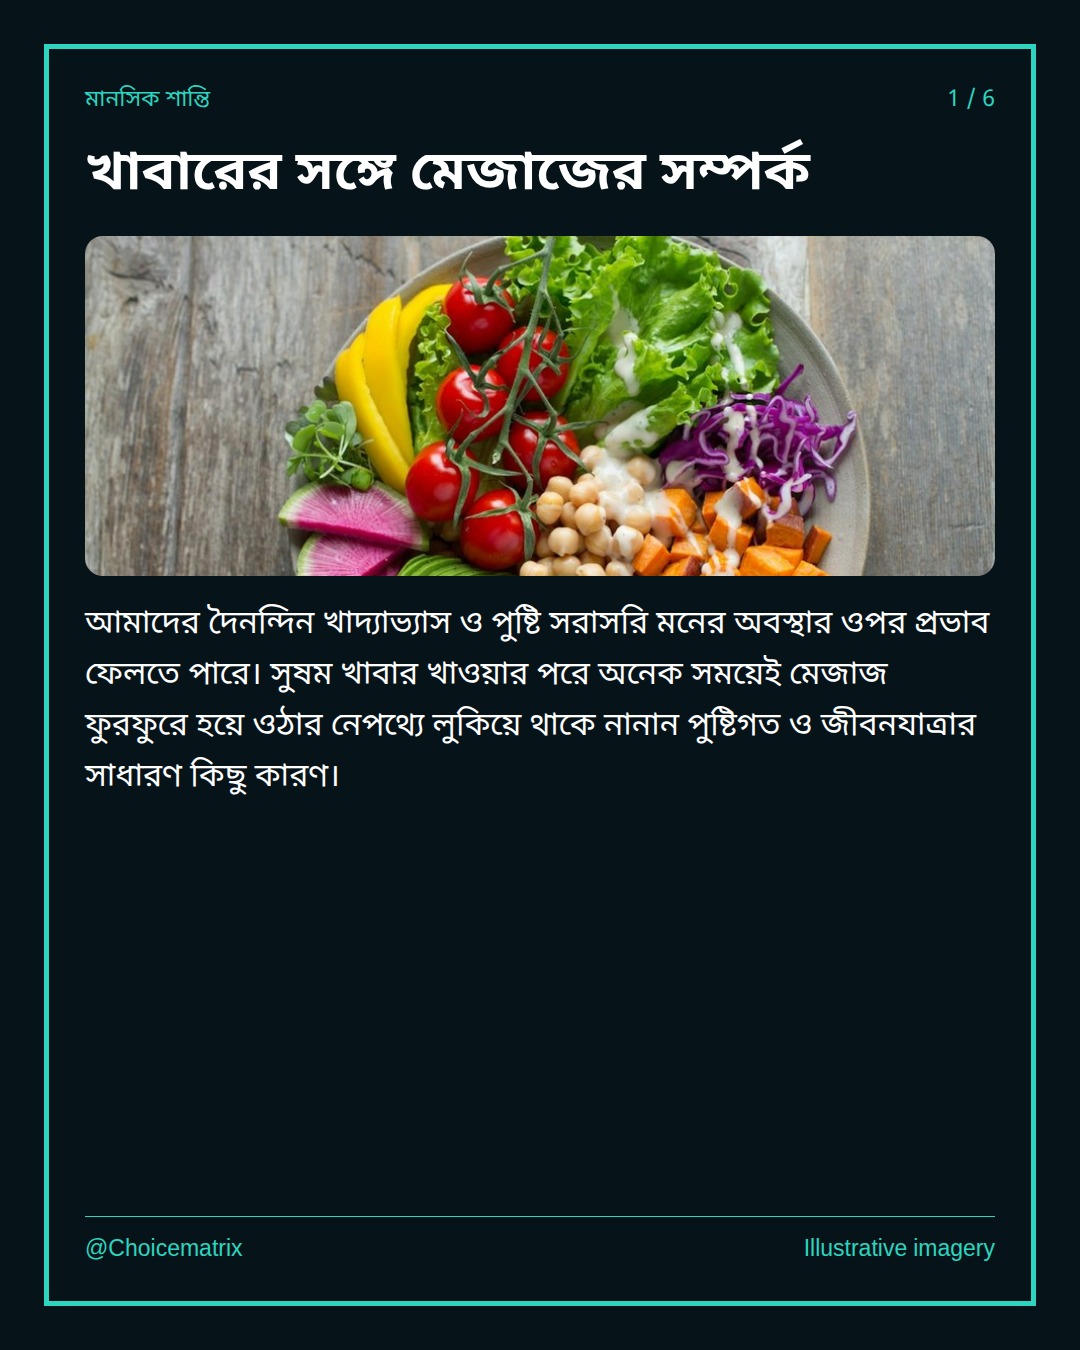 মানসিক শান্তি
1 / 6
খাবারের সঙ্গে মেজাজের সম্পর্ক
আমাদের দৈনন্দিন খাদ্যাভ্যাস ও পুষ্টি সরাসরি মনের অবস্থার ওপর প্রভাব
ফেলতে পারে। সুষম খাবার খাওয়ার পরে অনেক সময়েই মেজাজ
ফুরফুরে হয়ে ওঠার নেপথ্যে লুকিয়ে থাকে নানান পুষ্টিগত ও জীবনযাত্রার
সাধারণ কিছু কারণ।
@Choicematrix
Illustrative imagery